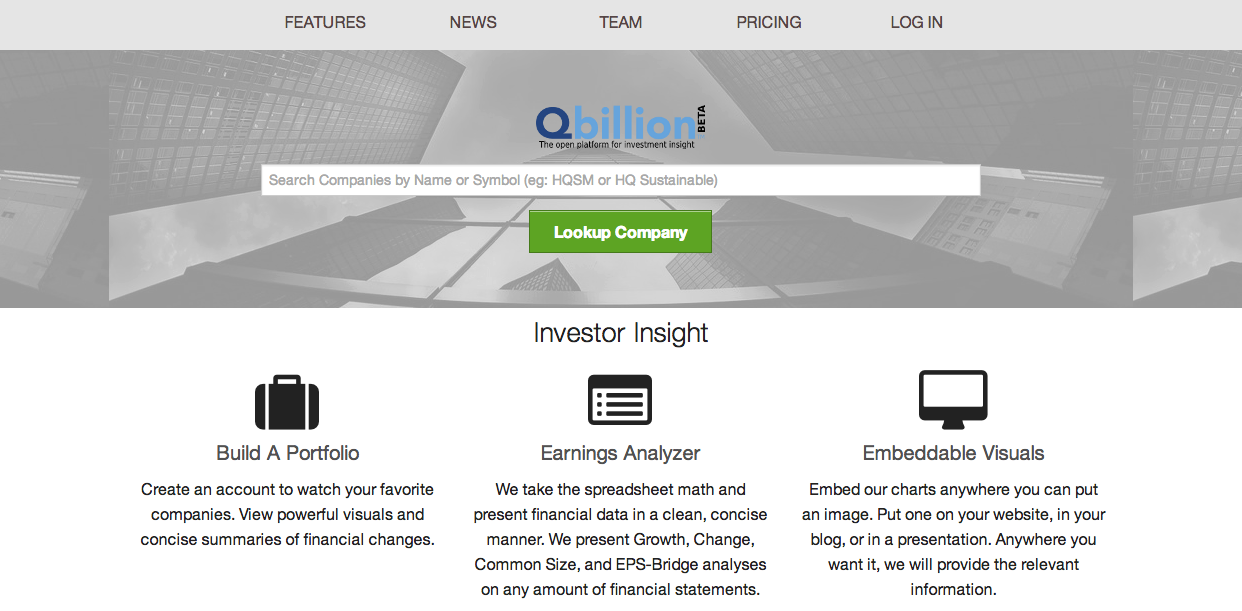 FEATURES NEWS TEAM PRICING LOG IN
Qbillion BETA
The open platform for investment insight
Search Companies by Name or Symbol (eg: HQSM or HQ Sustainable)
Lookup Company
Investor Insight
Build A Portfolio
Create an account to watch your favorite
companies. View powerful visuals and
concise summaries of financial changes.
Earnings Analyzer
We take the spreadsheet math and
present financial data in a clean, concise
manner. We present Growth, Change,
Common Size, and EPS-Bridge analyses
on any amount of financial statements.
Embeddable Visuals
Embed our charts anywhere you can put
an image. Put one on your website, in your
blog, or in a presentation. Anywhere you
want it, we will provide the relevant
information.